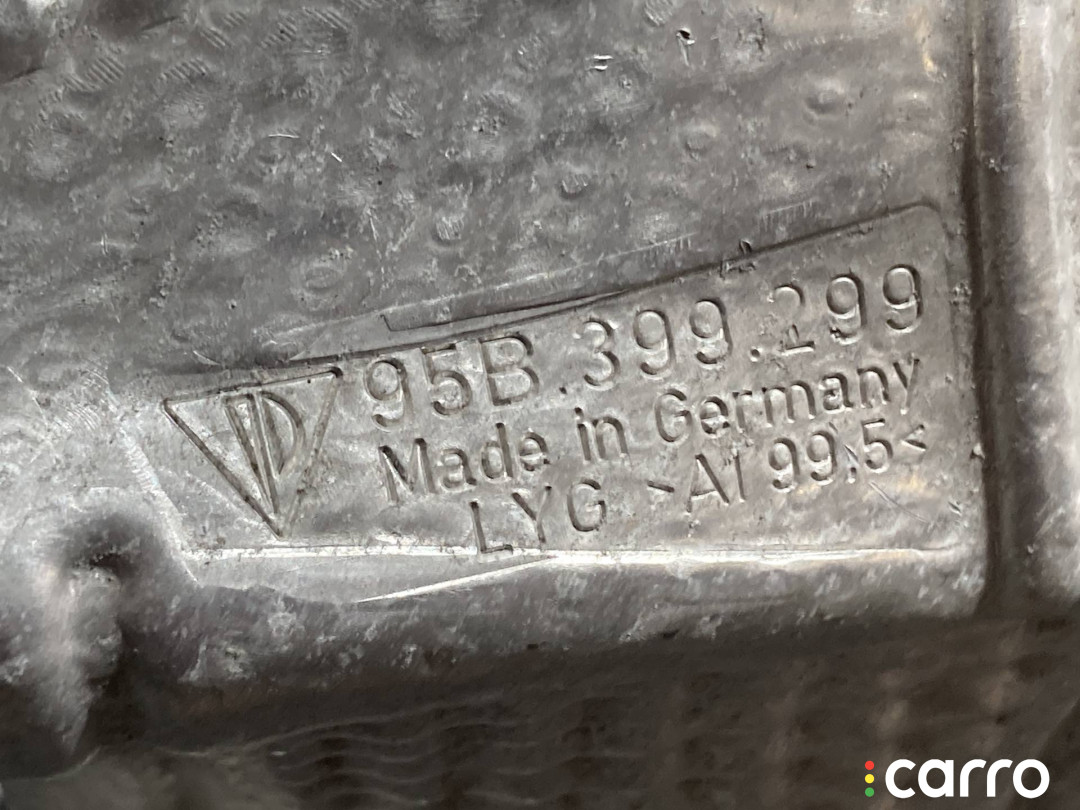 95B.399.299
Made in Germany
LYG >Al 99,5<
carro